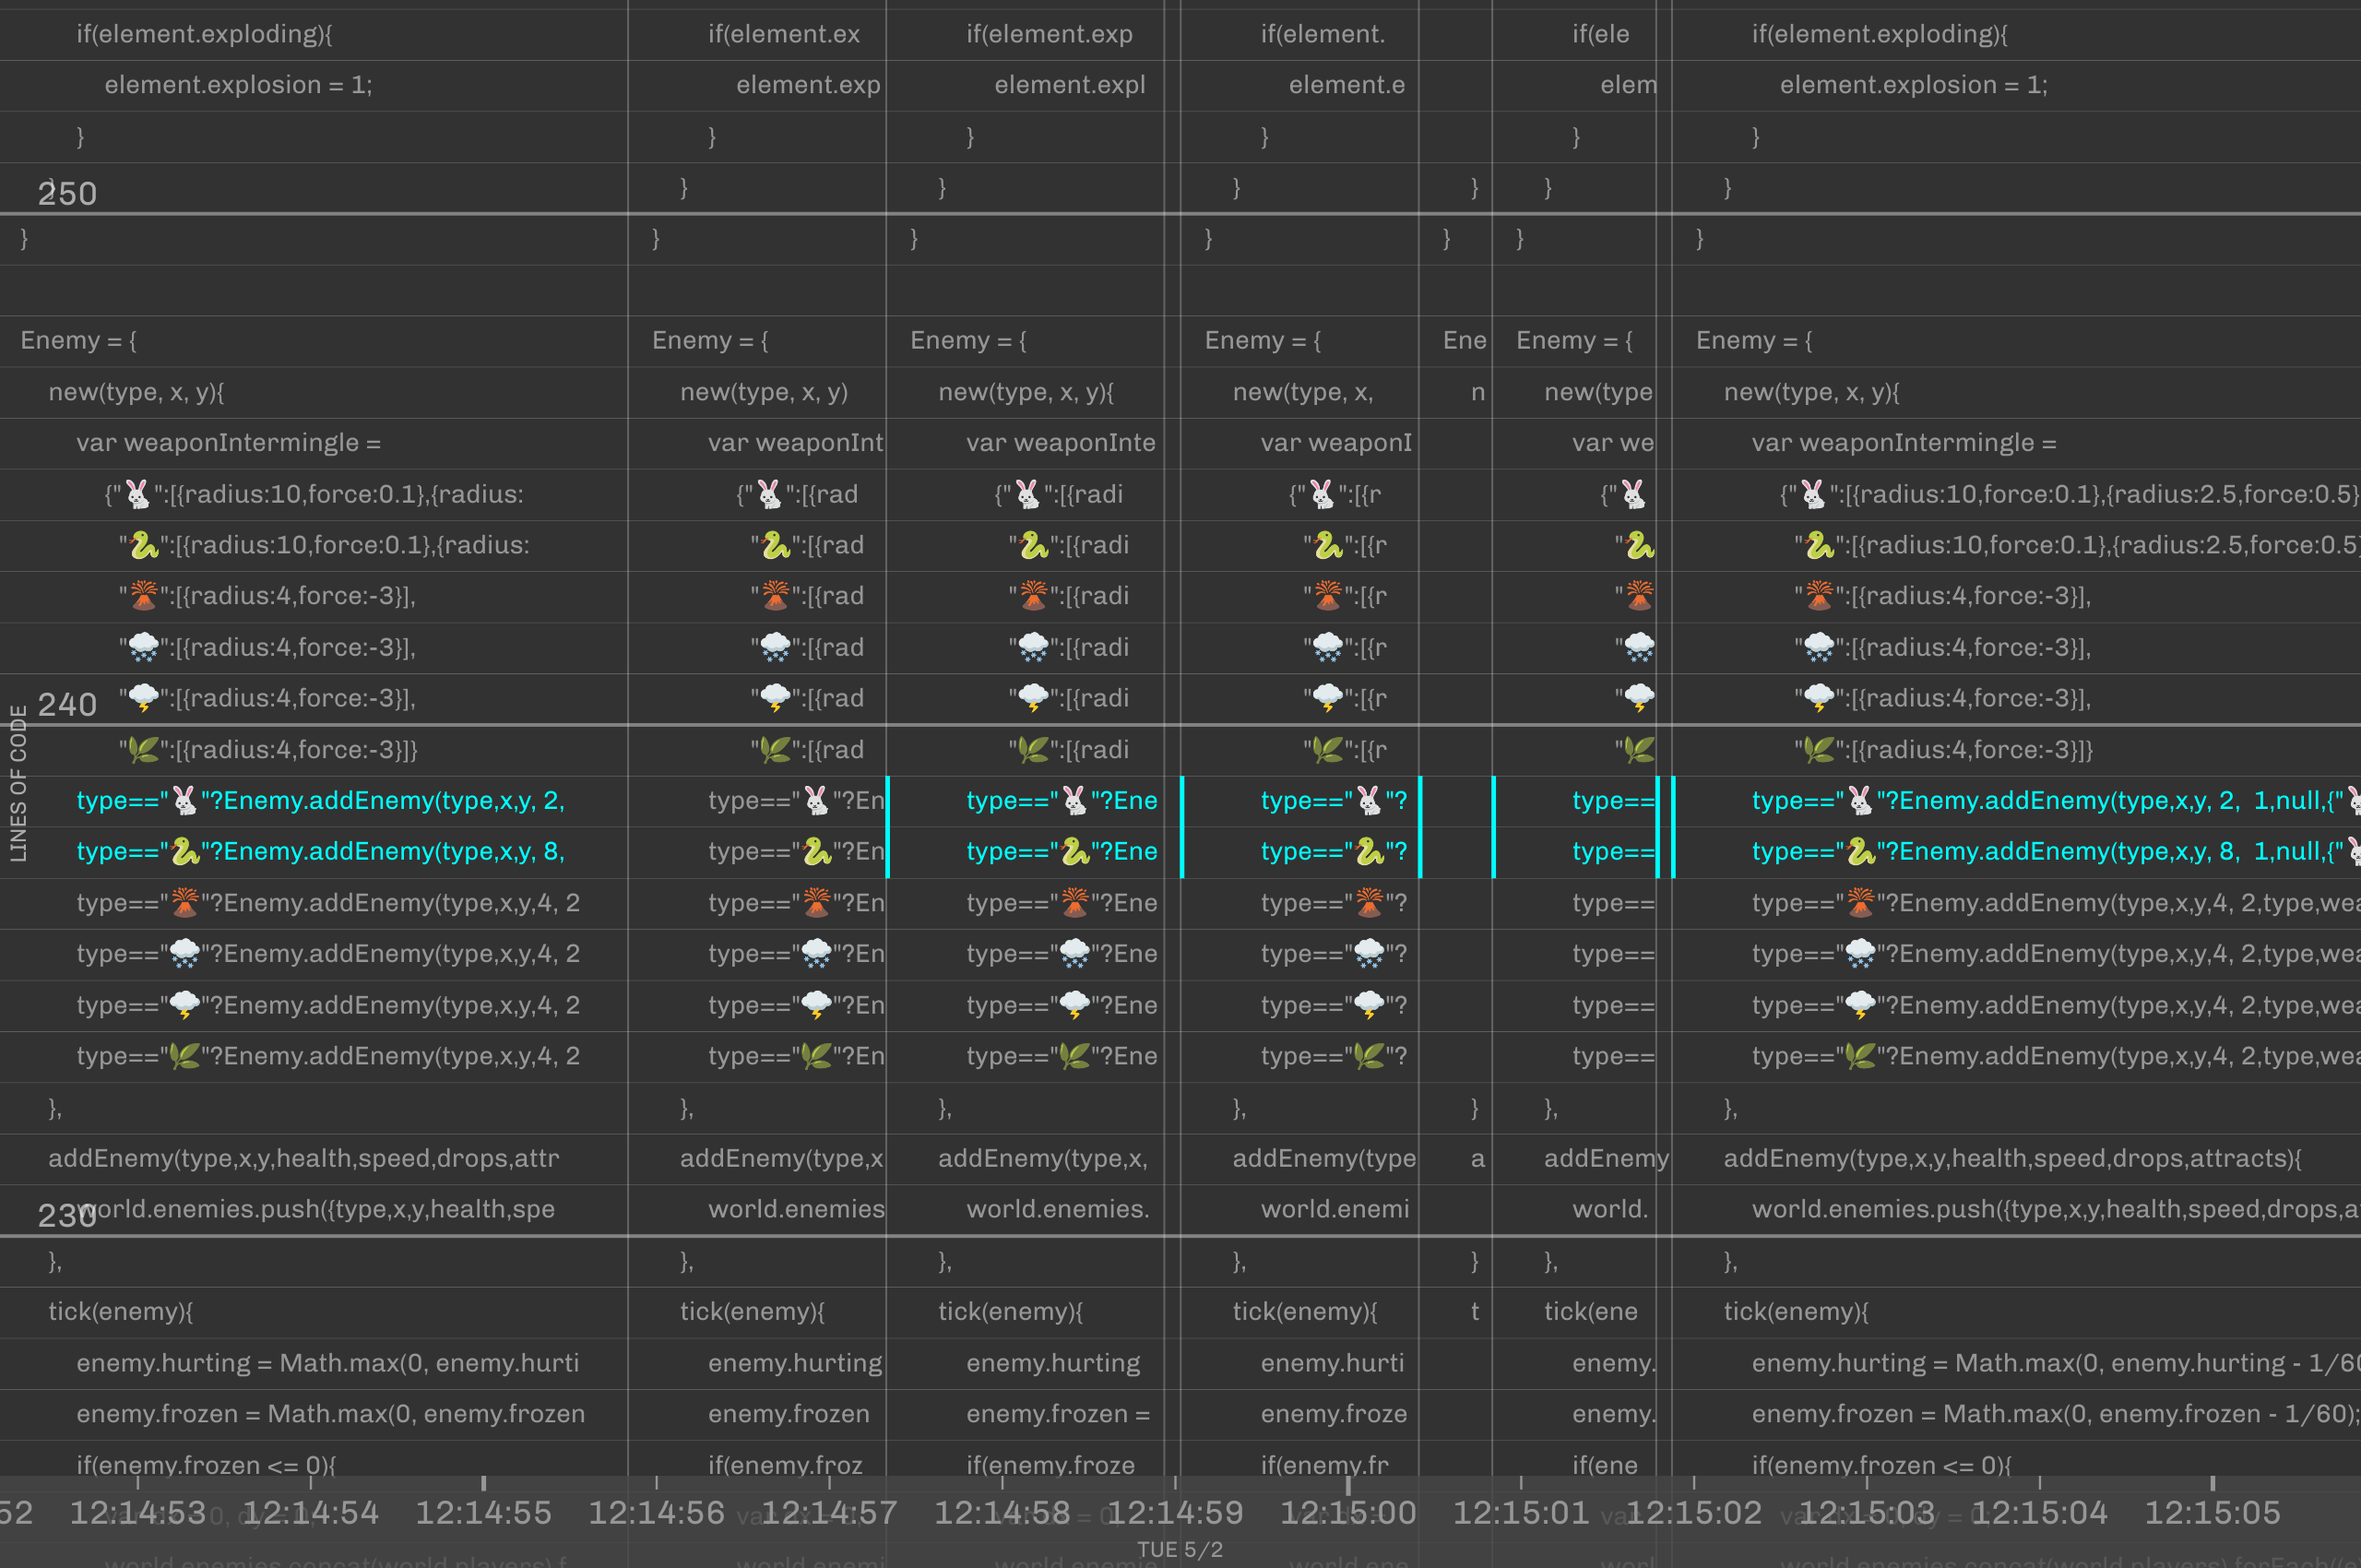 if(element.exploding){ if(element.ex if(element.exp if(element. if(ele if(element.exploding){
element.explosion = 1; element.exp element.expl element.e elem element.explosion = 1;
} } } } } }
250 } } } } } } }
} } } } } } }
Enemy = { Enemy = { Enemy = { Enemy = { Ene Enemy = { Enemy = {
new(type, x, y){ new(type, x, y) new(type, x, y){ new(type, x, n new(type new(type, x, y){
var weaponIntermingle = var weaponInt var weaponInte var weaponI var we var weaponIntermingle =
{"🐇":[{radius:10,force:0.1},{radius: {"🐇":[{rad {"🐇":[{radi {"🐇":[{r {"🐇 {"🐇":[{radius:10,force:0.1},{radius:2.5,force:0.5}
"🐍":[{radius:10,force:0.1},{radius: "🐍":[{rad "🐍":[{radi "🐍":[{r "🐍 "🐍":[{radius:10,force:0.1},{radius:2.5,force:0.5}
"🌋":[{radius:4,force:-3}], "🌋":[{rad "🌋":[{radi "🌋":[{r "🌋 "🌋":[{radius:4,force:-3}],
"🌨":[{radius:4,force:-3}], "🌨":[{rad "🌨":[{radi "🌨":[{r "🌨 "🌨":[{radius:4,force:-3}],
240 "🌩":[{radius:4,force:-3}], "🌩":[{rad "🌩":[{radi "🌩":[{r "🌩 "🌩":[{radius:4,force:-3}],
"🌿":[{radius:4,force:-3}]} "🌿":[{rad "🌿":[{radi "🌿":[{r "🌿 "🌿":[{radius:4,force:-3}]}
LINES OF CODE
type=="🐇"?Enemy.addEnemy(type,x,y, 2, type=="🐇"?En type=="🐇"?Ene type=="🐇"? type== type=="🐇"?Enemy.addEnemy(type,x,y, 2,  1,null,{"🐇
type=="🐍"?Enemy.addEnemy(type,x,y, 8, type=="🐍"?En type=="🐍"?Ene type=="🐍"? type== type=="🐍"?Enemy.addEnemy(type,x,y, 8,  1,null,{"🐇
type=="🌋"?Enemy.addEnemy(type,x,y,4, 2 type=="🌋"?En type=="🌋"?Ene type=="🌋"? type== type=="🌋"?Enemy.addEnemy(type,x,y,4, 2,type,wea
type=="🌨"?Enemy.addEnemy(type,x,y,4, 2 type=="🌨"?En type=="🌨"?Ene type=="🌨"? type== type=="🌨"?Enemy.addEnemy(type,x,y,4, 2,type,wea
type=="🌩"?Enemy.addEnemy(type,x,y,4, 2 type=="🌩"?En type=="🌩"?Ene type=="🌩"? type== type=="🌩"?Enemy.addEnemy(type,x,y,4, 2,type,wea
type=="🌿"?Enemy.addEnemy(type,x,y,4, 2 type=="🌿"?En type=="🌿"?Ene type=="🌿"? type== type=="🌿"?Enemy.addEnemy(type,x,y,4, 2,type,wea
}, }, }, }, } }, },
addEnemy(type,x,y,health,speed,drops,attr addEnemy(type,x addEnemy(type,x, addEnemy(type a addEnemy addEnemy(type,x,y,health,speed,drops,attracts){
230 world.enemies.push({type,x,y,health,spe world.enemies world.enemies. world.enemi world. world.enemies.push({type,x,y,health,speed,drops,a
}, }, }, }, } }, },
tick(enemy){ tick(enemy){ tick(enemy){ tick(enemy){ t tick(ene tick(enemy){
enemy.hurting = Math.max(0, enemy.hurti enemy.hurting enemy.hurting enemy.hurti enemy. enemy.hurting = Math.max(0, enemy.hurting - 1/60
enemy.frozen = Math.max(0, enemy.frozen enemy.frozen enemy.frozen = enemy.froze enemy. enemy.frozen = Math.max(0, enemy.frozen - 1/60);
if(enemy.frozen <= 0){ if(enemy.froz if(enemy.froze if(enemy.fr if(ene if(enemy.frozen <= 0){
52 12:14:53 12:14:54 12:14:55 12:14:56 12:14:57 12:14:58 12:14:59 12:15:00 12:15:01 12:15:02 12:15:03 12:15:04 12:15:05
TUE 5/2